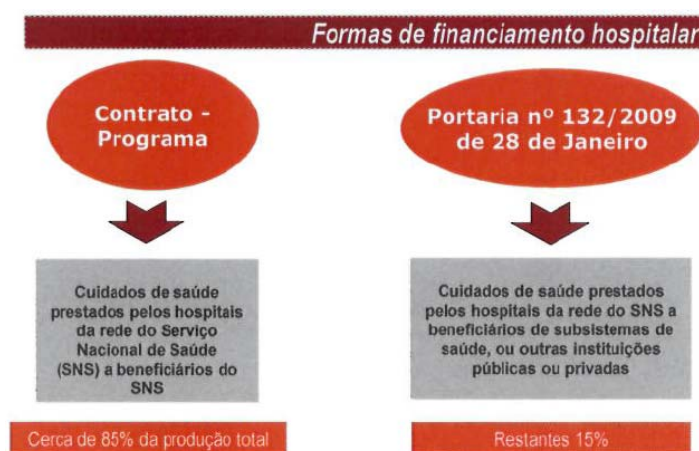 Formas de financiamento hospitalar
Contrato -
Programa
Portaria nº 132/2009
de 28 de Janeiro
Cuidados de saúde
prestados pelos hospitais
da rede do Serviço
Nacional de Saúde
(SNS) a beneficiários do
SNS
Cuidados de saúde prestados
pelos hospitais da rede do SNS a
beneficiários de subsistemas de
saúde, ou outras instituições
públicas ou privadas
Cerca de 85% da produção total
Restantes 15%